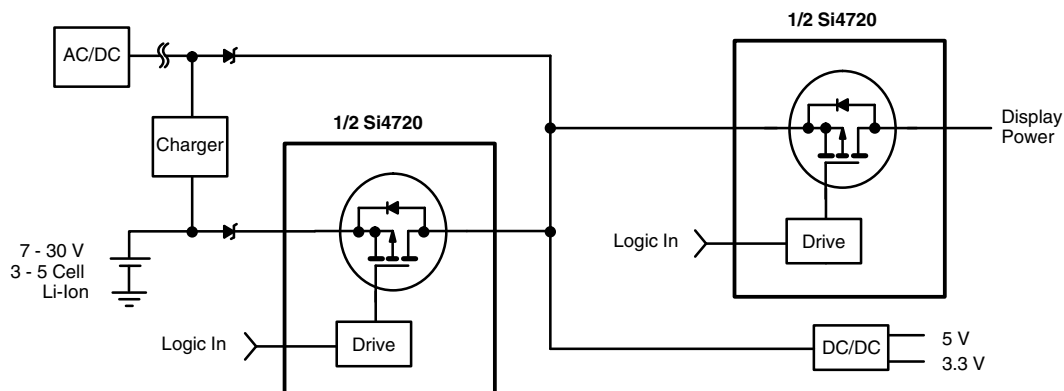 1/2 Si4720
AC/DC
1/2 Si4720
Charger
Display
Power
7 - 30 V
3 - 5 Cell
Li-Ion
Logic In
Drive
Logic In
Drive
DC/DC
5 V
3.3 V